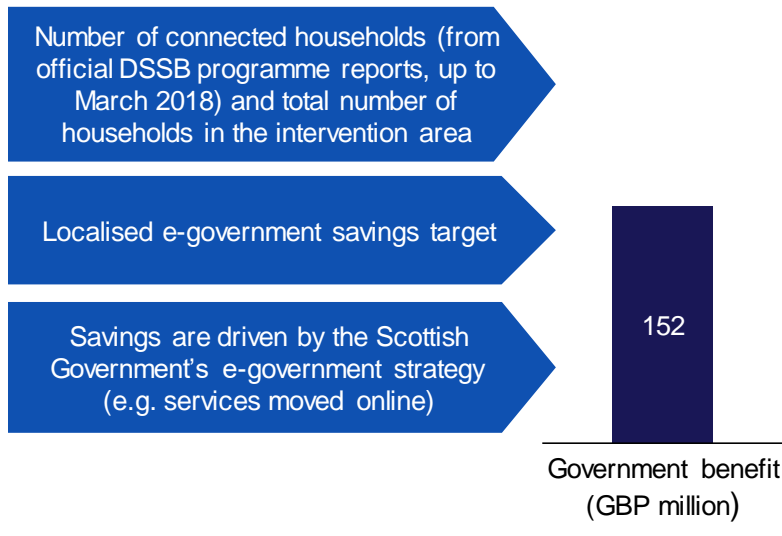 Number of connected households (from
official DSSB programme reports, up to
March 2018) and total number of
households in the intervention area
Localised e-government savings target
Savings are driven by the Scottish
Government’s e-government strategy
(e.g. services moved online)
152
Government benefit
(GBP million)